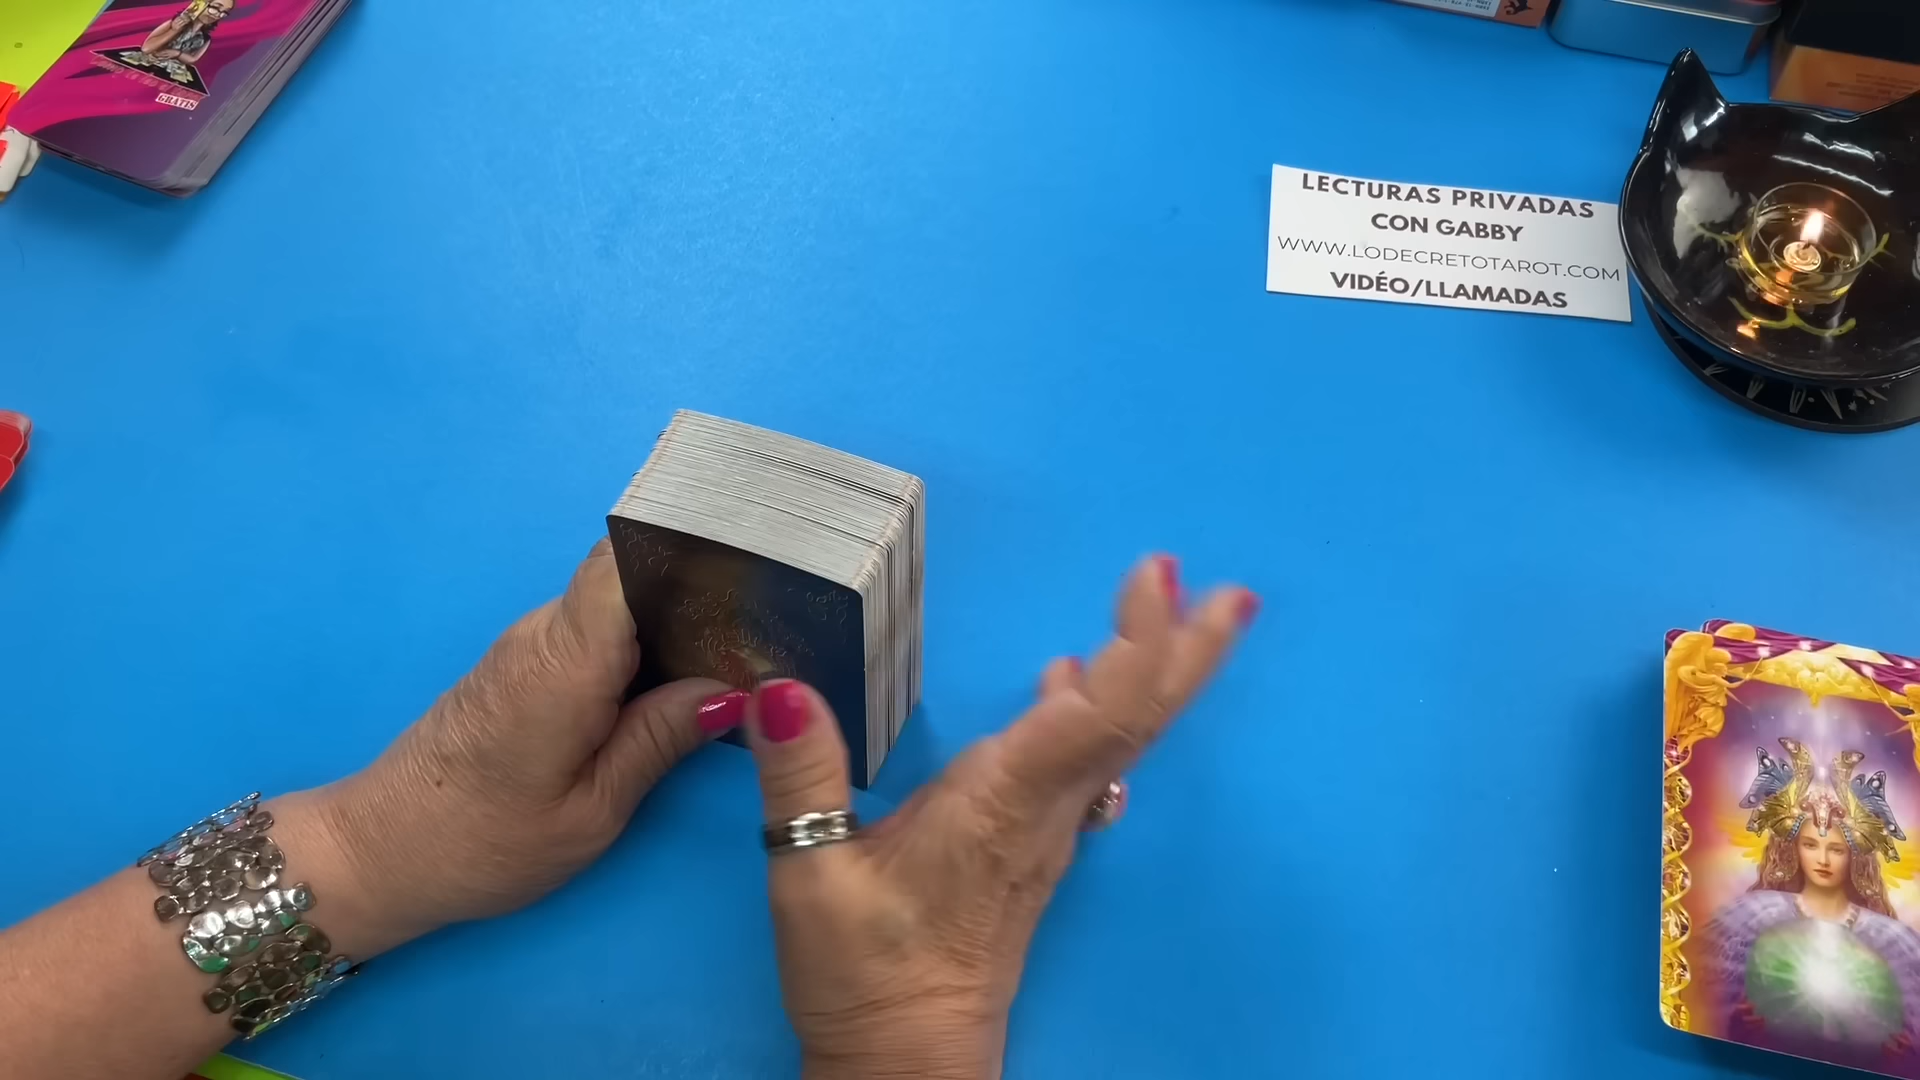 GRATIS
LECTURAS PRIVADAS
CON GABBY
WWW.LODECRETOTAROT.COM
VIDÉO/LLAMADAS